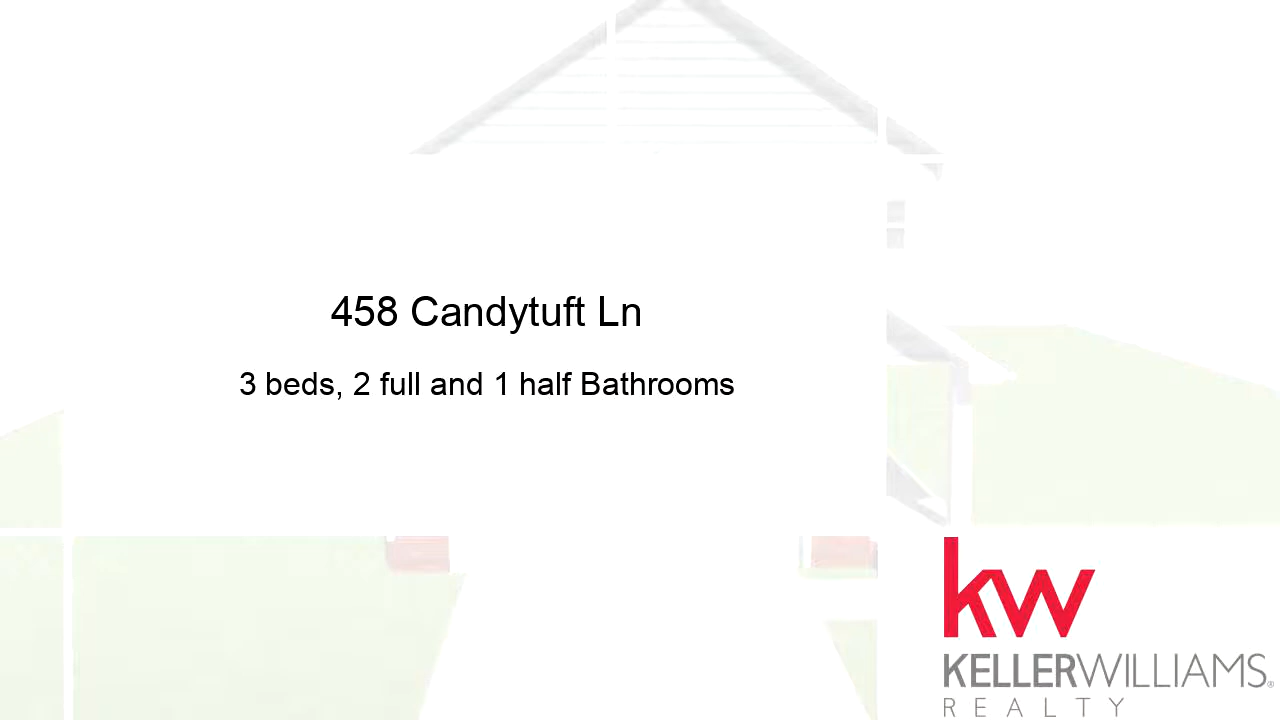 458 Candytuft Ln
3 beds, 2 full and 1 half Bathrooms
kw
KELLERWILLIAMS®
REALTY